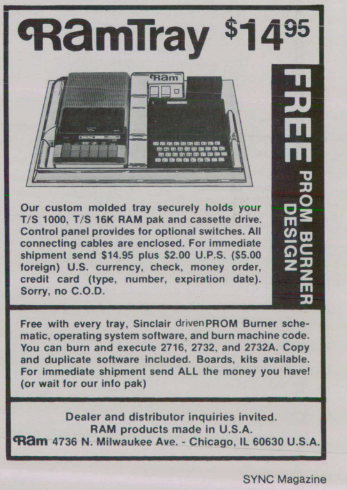 RamTray $14⁹⁵
Ram
FREE PROM BURNER
DESIGN
Our custom molded tray securely holds your
T/S 1000, T/S 16K RAM pak and cassette drive.
Control panel provides for optional switches. All
connecting cables are enclosed. For immediate
shipment send $14.95 plus $2.00 U.P.S. ($5.00
foreign) U.S. currency, check, money order,
credit card (type, number, expiration date).
Sorry, no C.O.D.
Free with every tray, Sinclair driven PROM Burner sche-
matic, operating system software, and burn machine code.
You can burn and execute 2716, 2732, and 2732A. Copy
and duplicate software included. Boards, kits available.
For immediate shipment send ALL the money you have!
(or wait for our info pak)
Dealer and distributor inquiries invited.
RAM products made in U.S.A.
Ram 4736 N. Milwaukee Ave. - Chicago, IL 60630 U.S.A.
SYNC Magazine